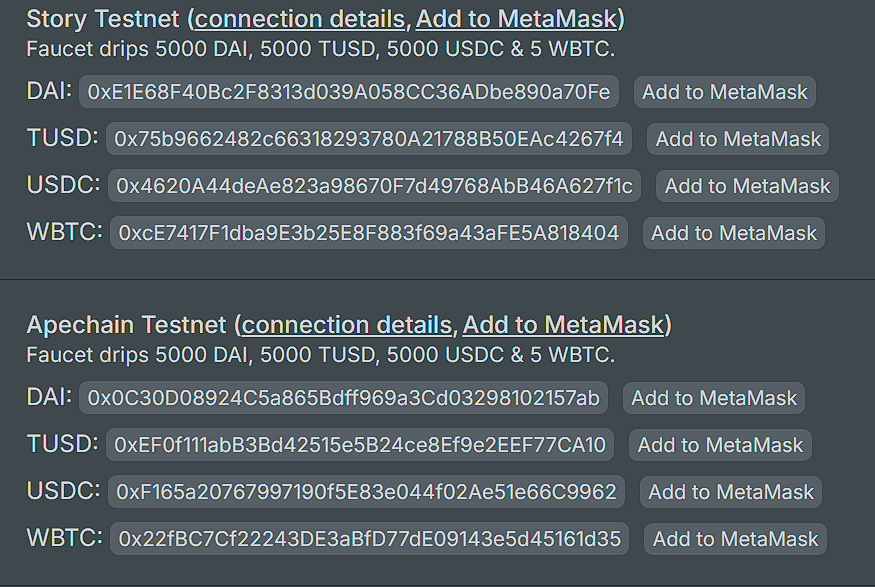 Story Testnet (connection details, Add to MetaMask)
Faucet drips 5000 DAI, 5000 TUSD, 5000 USDC & 5 WBTC.
DAI: 0xE1E68F40Bc2F8313d039A058CC36ADbe890a70Fe Add to MetaMask
TUSD: 0x75b9662482c66318293780A21788B50EAc4267f4 Add to MetaMask
USDC: 0x4620A44deAe823a98670F7d49768AbB46A627f1c Add to MetaMask
WBTC: 0xcE7417F1dba9E3b25E8F883f69a43aFE5A818404 Add to MetaMask
Apechain Testnet (connection details, Add to MetaMask)
Faucet drips 5000 DAI, 5000 TUSD, 5000 USDC & 5 WBTC.
DAI: 0x0C30D08924C5a865Bdff969a3Cd03298102157ab Add to MetaMask
TUSD: 0xEF0f111abB3Bd42515e5B24ce8Ef9e2EEF77CA10 Add to MetaMask
USDC: 0xF165a20767997190f5E83e044f02Ae51e66C9962 Add to MetaMask
WBTC: 0x22fBC7Cf22243DE3aBfD77dE09143e5d45161d35 Add to MetaMask